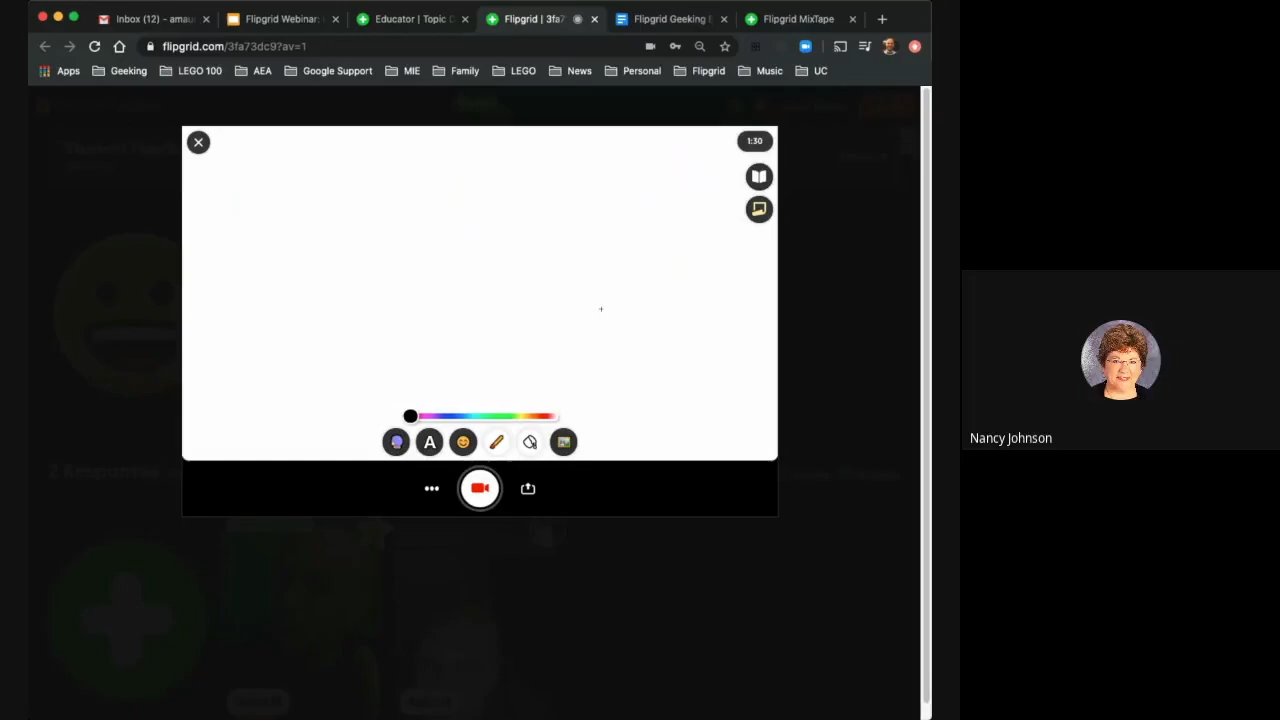 Inbox (12) - amau
Flipgrid Webinar:
Educator | Topic D
Flipgrid | 3fa7
Flipgrid Geeking
Flipgrid MixTape
flipgrid.com/3fa73dc9?av=1
Apps Geeking LEGO 100 AEA Google Support MIE Family LEGO News Personal Flipgrid Music UC
1:30
A
Nancy Johnson